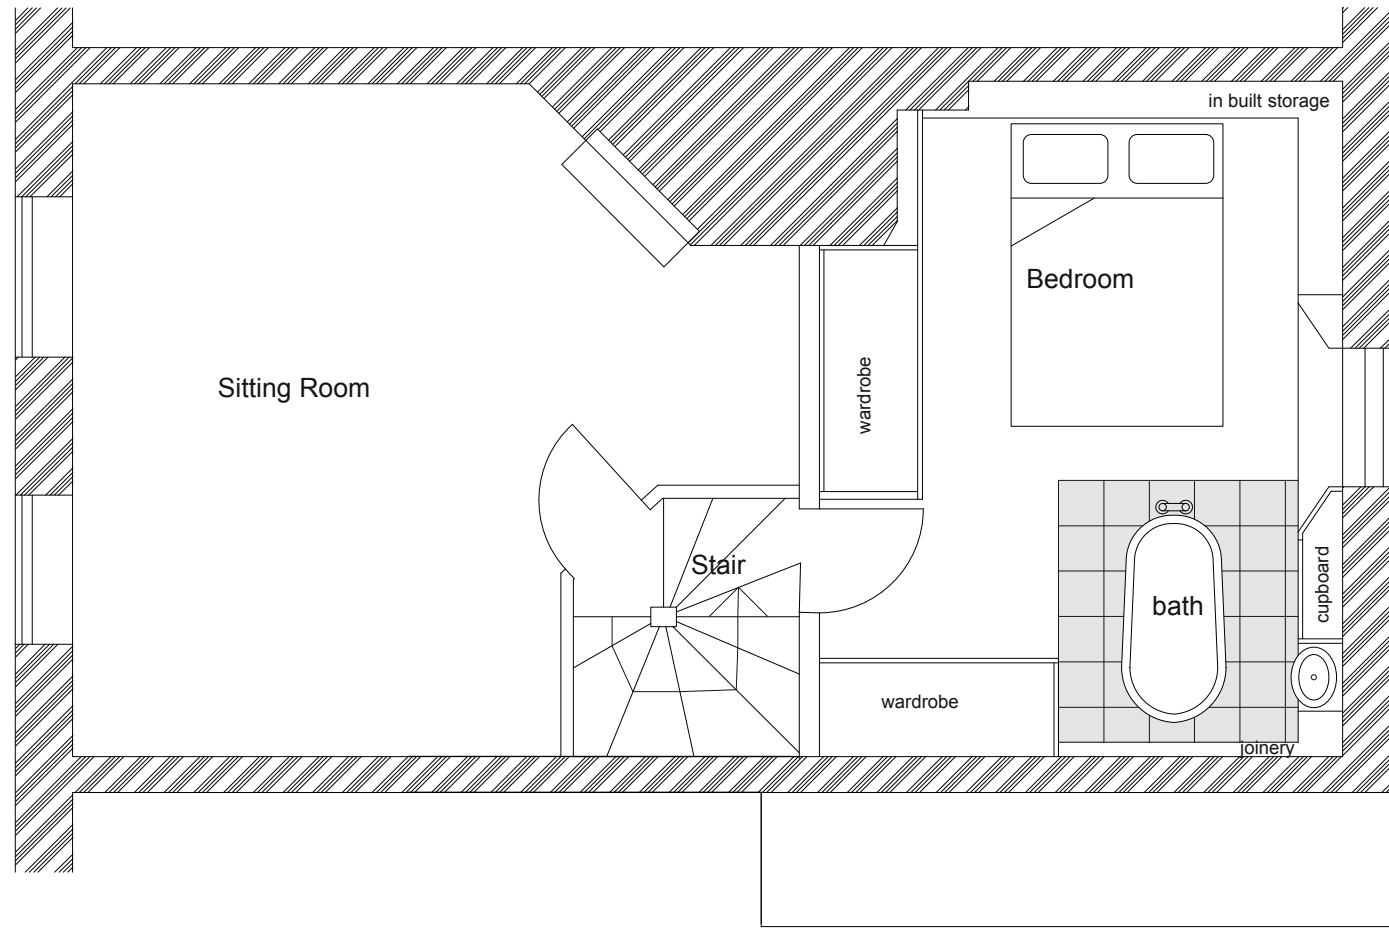 in built storage
Bedroom
Sitting Room
wardrobe
Stair
bath
cupboard
wardrobe
joinery